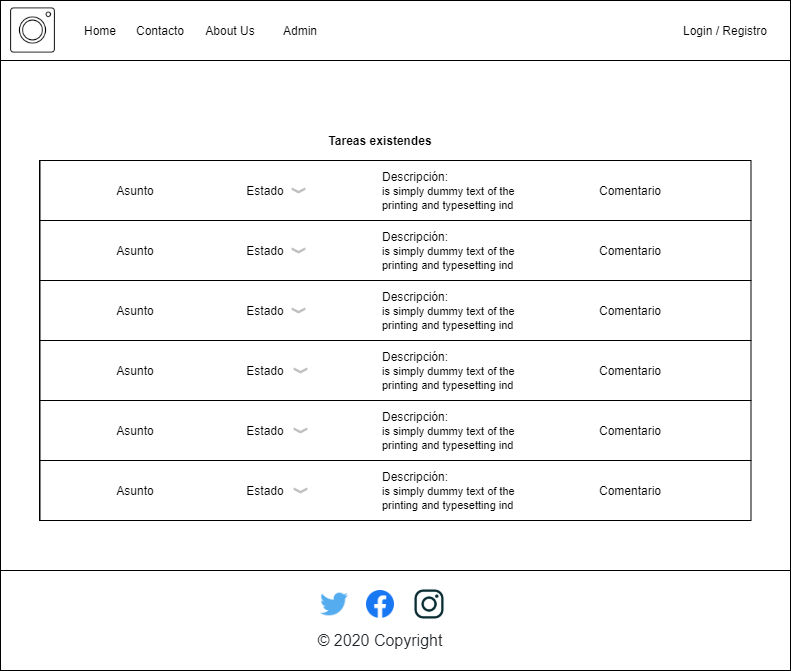 Home Contacto About Us Admin Login / Registro
Tareas existendes
Asunto Estado Descripción: Comentario
is simply dummy text of the
printing and typesetting ind
Asunto Estado Descripción: Comentario
is simply dummy text of the
printing and typesetting ind
Asunto Estado Descripción: Comentario
is simply dummy text of the
printing and typesetting ind
Asunto Estado Descripción: Comentario
is simply dummy text of the
printing and typesetting ind
Asunto Estado Descripción: Comentario
is simply dummy text of the
printing and typesetting ind
Asunto Estado Descripción: Comentario
is simply dummy text of the
printing and typesetting ind
© 2020 Copyright